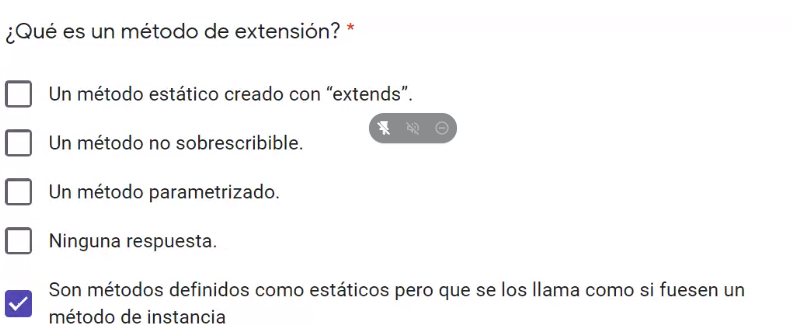 ¿Qué es un método de extensión? *
Un método estático creado con “extends”.
Un método no sobrescribible.
Un método parametrizado.
Ninguna respuesta.
Son métodos definidos como estáticos pero que se los llama como si fuesen un
método de instancia